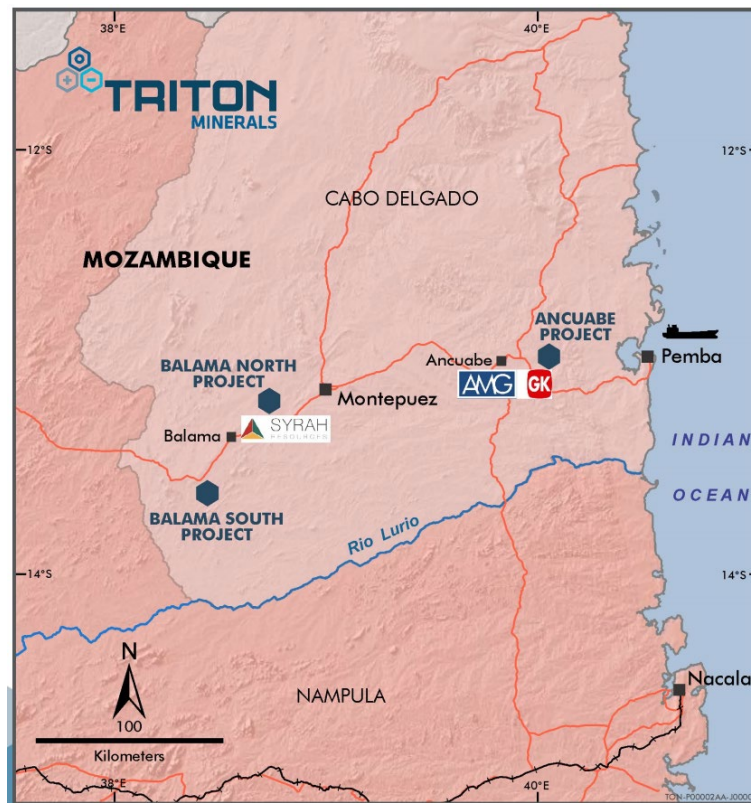 38°E
40°E
TRITON
MINERALS
12°S
12°S
CABO DELGADO
MOZAMBIQUE
ANCUABE
PROJECT
Ancuabe
Pemba
AMG GK
BALAMA NORTH
PROJECT
Montepuez
Balama
SYRAH
RESOURCES
INDIAN
OCEAN
BALAMA SOUTH
PROJECT
Rio Lurio
14°S
14°S
N
NAMPULA
Nacala
100
Kilometers
38°E
40°E